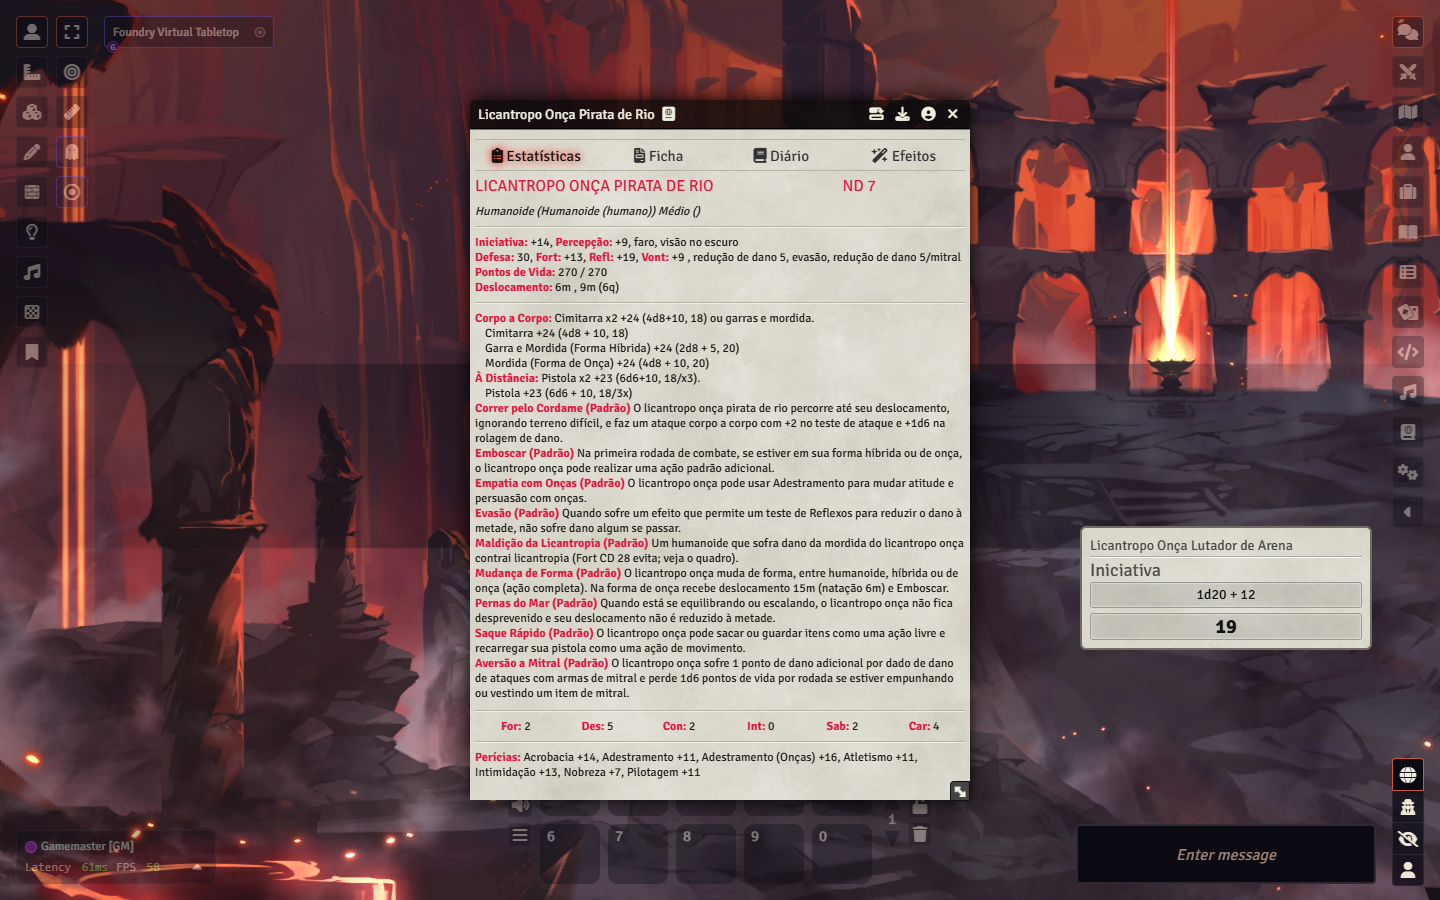 Foundry Virtual Tabletop
G
Licantropo Onça Pirata de Rio
Estatísticas
Ficha
Diário
Efeitos
LICANTROPO ONÇA PIRATA DE RIO ND 7
Humanoide (Humanoide (humano)) Médio ()
Iniciativa: +14, Percepção: +9, faro, visão no escuro
Defesa: 30, Fort: +13, Refl: +19, Vont: +9 , redução de dano 5, evasão, redução de dano 5/mitral
Pontos de Vida: 270 / 270
Deslocamento: 6m , 9m (6q)
Corpo a Corpo: Cimitarra x2 +24 (4d8+10, 18) ou garras e mordida.
Cimitarra +24 (4d8 + 10, 18)
Garra e Mordida (Forma Híbrida) +24 (2d8 + 5, 20)
Mordida (Forma de Onça) +24 (4d8 + 10, 20)
À Distância: Pistola x2 +23 (6d6+10, 18/x3).
Pistola +23 (6d6 + 10, 18/3x)
Correr pelo Cordame (Padrão) O licantropo onça pirata de rio percorre até seu deslocamento,
ignorando terreno difícil, e faz um ataque corpo a corpo com +2 no teste de ataque e +1d6 na
rolagem de dano.
Emboscar (Padrão) Na primeira rodada de combate, se estiver em sua forma híbrida ou de onça,
o licantropo onça pode realizar uma ação padrão adicional.
Empatia com Onças (Padrão) O licantropo onça pode usar Adestramento para mudar atitude e
persuasão com onças.
Evasão (Padrão) Quando sofre um efeito que permite um teste de Reflexos para reduzir o dano à
metade, não sofre dano algum se passar.
Maldição da Licantropia (Padrão) Um humanoide que sofra dano da mordida do licantropo onça
contrai licantropia (Fort CD 28 evita; veja o quadro).
Mudança de Forma (Padrão) O licantropo onça muda de forma, entre humanoide, híbrida ou de
onça (ação completa). Na forma de onça recebe deslocamento 15m (natação 6m) e Emboscar.
Pernas do Mar (Padrão) Quando está se equilibrando ou escalando, o licantropo onça não fica
desprevenido e seu deslocamento não é reduzido à metade.
Saque Rápido (Padrão) O licantropo onça pode sacar ou guardar itens como uma ação livre e
recarregar sua pistola como uma ação de movimento.
Aversão a Mitral (Padrão) O licantropo onça sofre 1 ponto de dano adicional por dado de dano
de ataques com armas de mitral e perde 1d6 pontos de vida por rodada se estiver empunhando
ou vestindo um item de mitral.
For: 2 Des: 5 Con: 2 Int: 0 Sab: 2 Car: 4
Perícias: Acrobacia +14, Adestramento +11, Adestramento (Onças) +16, Atletismo +11,
Intimidação +13, Nobreza +7, Pilotagem +11
Licantropo Onça Lutador de Arena
Iniciativa
1d20 + 12
19
1
6 7 8 9 0
Gamemaster [GM]
Latency 61ms FPS 58
Enter message